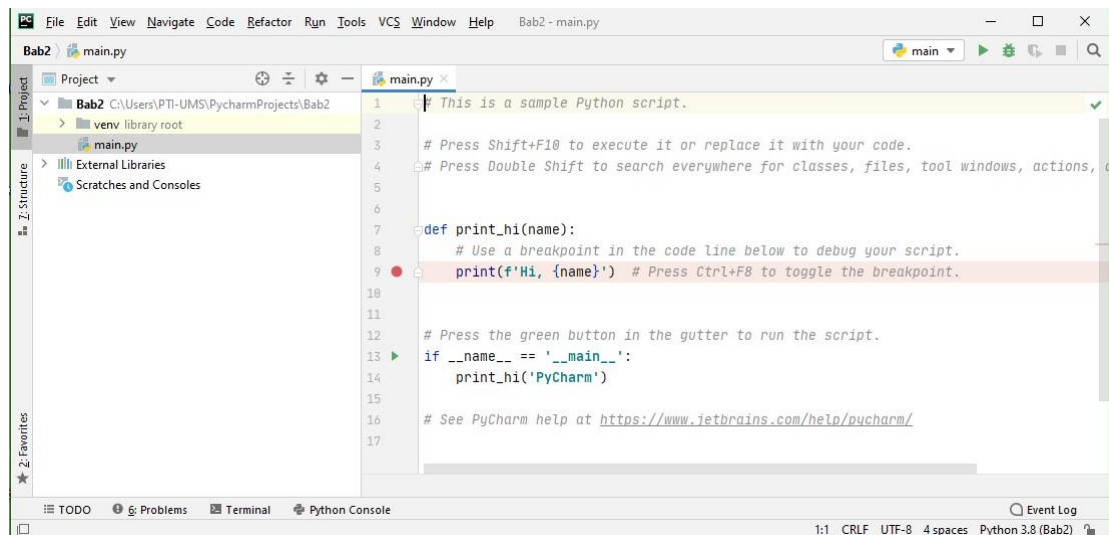 PC File Edit View Navigate Code Refactor Run Tools VCS Window Help Bab2 - main.py
Bab2 main.py main
1: Project
Project
Bab2 C:\Users\PTI-UMS\PycharmProjects\Bab2
venv library root
main.py
External Libraries
Scratches and Consoles
7: Structure
2: Favorites
main.py
1 # This is a sample Python script.
2
3 # Press Shift+F10 to execute it or replace it with your code.
4 # Press Double Shift to search everywhere for classes, files, tool windows, actions,
5
6
7 def print_hi(name):
8 # Use a breakpoint in the code line below to debug your script.
9 print(f'Hi, {name}') # Press Ctrl+F8 to toggle the breakpoint.
10
11
12 # Press the green button in the gutter to run the script.
13 if __name__ == '__main__':
14 print_hi('PyCharm')
15
16 # See PyCharm help at https://www.jetbrains.com/help/pycharm/
17
TODO 6: Problems Terminal Python Console Event Log
1:1 CRLF UTF-8 4 spaces Python 3.8 (Bab2)